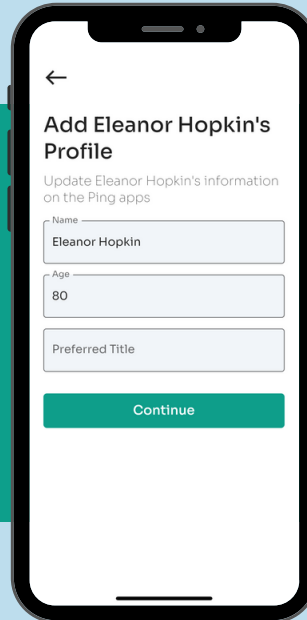 Add Eleanor Hopkin's
Profile
Update Eleanor Hopkin's information
on the Ping apps
Name
Eleanor Hopkin
Age
80
Preferred Title
Continue